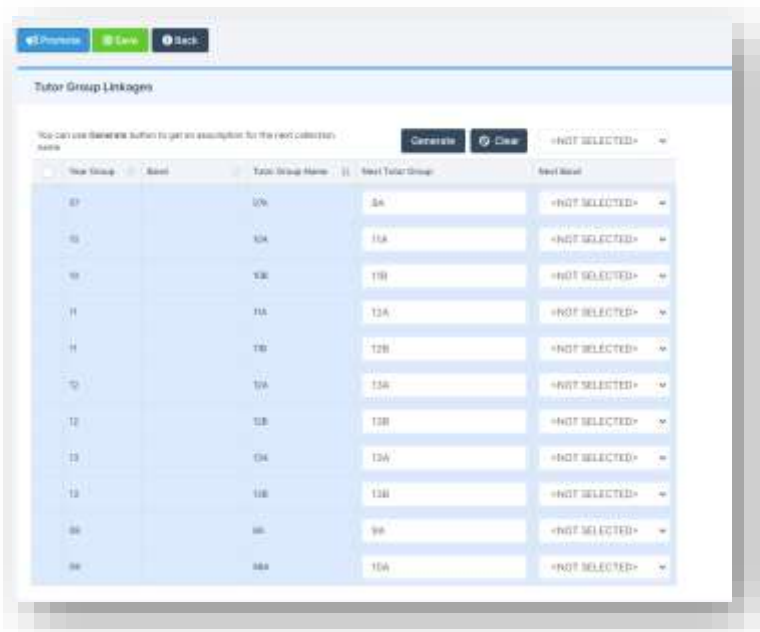 Promote Save Back
Tutor Group Linkages
You can use Generate button to get an assumption for the next collection
name
Generate Clear <NOT SELECTED>
Year Group Band Tutor Group Name Next Tutor Group Next Band
07 07A 8A <NOT SELECTED>
10 10A 11A <NOT SELECTED>
10 10B 11B <NOT SELECTED>
11 11A 12A <NOT SELECTED>
11 11B 12B <NOT SELECTED>
12 12A 13A <NOT SELECTED>
12 12B 13B <NOT SELECTED>
13 13A 13A <NOT SELECTED>
13 13B 13B <NOT SELECTED>
9A <NOT SELECTED>
10A <NOT SELECTED>